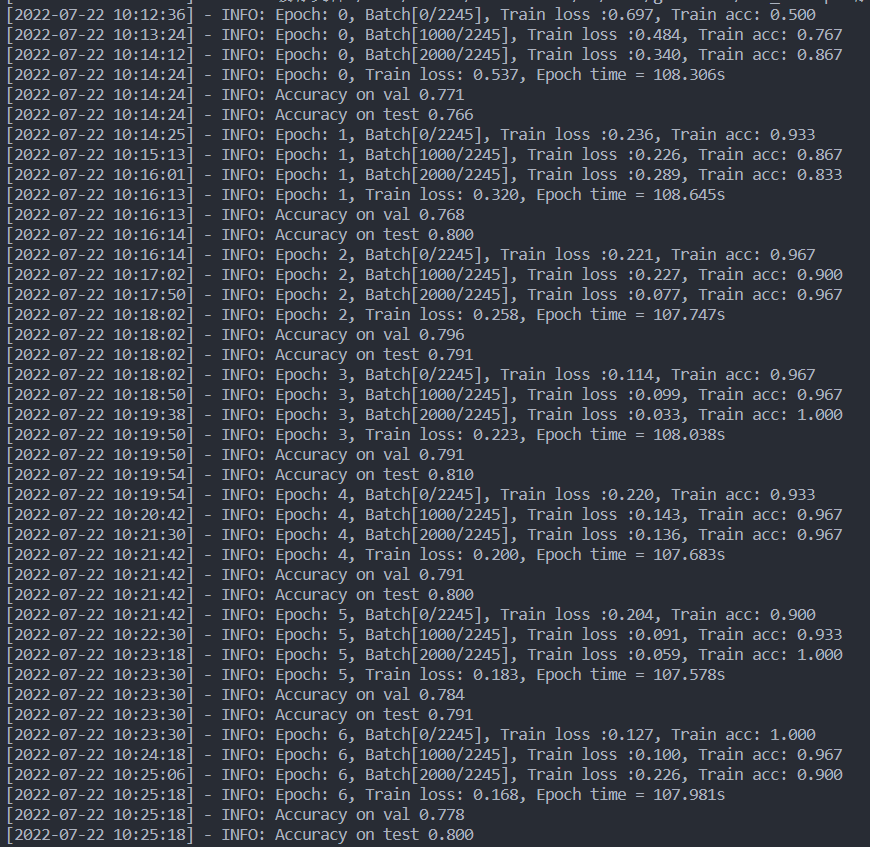 [2022-07-22 10:12:36] - INFO: Epoch: 0, Batch[0/2245], Train loss :0.697, Train acc: 0.500
[2022-07-22 10:13:24] - INFO: Epoch: 0, Batch[1000/2245], Train loss :0.484, Train acc: 0.767
[2022-07-22 10:14:12] - INFO: Epoch: 0, Batch[2000/2245], Train loss :0.340, Train acc: 0.867
[2022-07-22 10:14:24] - INFO: Epoch: 0, Train loss: 0.537, Epoch time = 108.306s
[2022-07-22 10:14:24] - INFO: Accuracy on val 0.771
[2022-07-22 10:14:24] - INFO: Accuracy on test 0.766
[2022-07-22 10:14:25] - INFO: Epoch: 1, Batch[0/2245], Train loss :0.236, Train acc: 0.933
[2022-07-22 10:15:13] - INFO: Epoch: 1, Batch[1000/2245], Train loss :0.226, Train acc: 0.867
[2022-07-22 10:16:01] - INFO: Epoch: 1, Batch[2000/2245], Train loss :0.289, Train acc: 0.833
[2022-07-22 10:16:13] - INFO: Epoch: 1, Train loss: 0.320, Epoch time = 108.645s
[2022-07-22 10:16:13] - INFO: Accuracy on val 0.768
[2022-07-22 10:16:14] - INFO: Accuracy on test 0.800
[2022-07-22 10:16:14] - INFO: Epoch: 2, Batch[0/2245], Train loss :0.221, Train acc: 0.967
[2022-07-22 10:17:02] - INFO: Epoch: 2, Batch[1000/2245], Train loss :0.227, Train acc: 0.900
[2022-07-22 10:17:50] - INFO: Epoch: 2, Batch[2000/2245], Train loss :0.077, Train acc: 0.967
[2022-07-22 10:18:02] - INFO: Epoch: 2, Train loss: 0.258, Epoch time = 107.747s
[2022-07-22 10:18:02] - INFO: Accuracy on val 0.796
[2022-07-22 10:18:02] - INFO: Accuracy on test 0.791
[2022-07-22 10:18:02] - INFO: Epoch: 3, Batch[0/2245], Train loss :0.114, Train acc: 0.967
[2022-07-22 10:18:50] - INFO: Epoch: 3, Batch[1000/2245], Train loss :0.099, Train acc: 0.967
[2022-07-22 10:19:38] - INFO: Epoch: 3, Batch[2000/2245], Train loss :0.033, Train acc: 1.000
[2022-07-22 10:19:50] - INFO: Epoch: 3, Train loss: 0.223, Epoch time = 108.038s
[2022-07-22 10:19:50] - INFO: Accuracy on val 0.791
[2022-07-22 10:19:54] - INFO: Accuracy on test 0.810
[2022-07-22 10:19:54] - INFO: Epoch: 4, Batch[0/2245], Train loss :0.220, Train acc: 0.933
[2022-07-22 10:20:42] - INFO: Epoch: 4, Batch[1000/2245], Train loss :0.143, Train acc: 0.967
[2022-07-22 10:21:30] - INFO: Epoch: 4, Batch[2000/2245], Train loss :0.136, Train acc: 0.967
[2022-07-22 10:21:42] - INFO: Epoch: 4, Train loss: 0.200, Epoch time = 107.683s
[2022-07-22 10:21:42] - INFO: Accuracy on val 0.791
[2022-07-22 10:21:42] - INFO: Accuracy on test 0.800
[2022-07-22 10:21:42] - INFO: Epoch: 5, Batch[0/2245], Train loss :0.204, Train acc: 0.900
[2022-07-22 10:22:30] - INFO: Epoch: 5, Batch[1000/2245], Train loss :0.091, Train acc: 0.933
[2022-07-22 10:23:18] - INFO: Epoch: 5, Batch[2000/2245], Train loss :0.059, Train acc: 1.000
[2022-07-22 10:23:30] - INFO: Epoch: 5, Train loss: 0.183, Epoch time = 107.578s
[2022-07-22 10:23:30] - INFO: Accuracy on val 0.784
[2022-07-22 10:23:30] - INFO: Accuracy on test 0.791
[2022-07-22 10:23:30] - INFO: Epoch: 6, Batch[0/2245], Train loss :0.127, Train acc: 1.000
[2022-07-22 10:24:18] - INFO: Epoch: 6, Batch[1000/2245], Train loss :0.100, Train acc: 0.967
[2022-07-22 10:25:06] - INFO: Epoch: 6, Batch[2000/2245], Train loss :0.226, Train acc: 0.900
[2022-07-22 10:25:18] - INFO: Epoch: 6, Train loss: 0.168, Epoch time = 107.981s
[2022-07-22 10:25:18] - INFO: Accuracy on val 0.778
[2022-07-22 10:25:18] - INFO: Accuracy on test 0.800